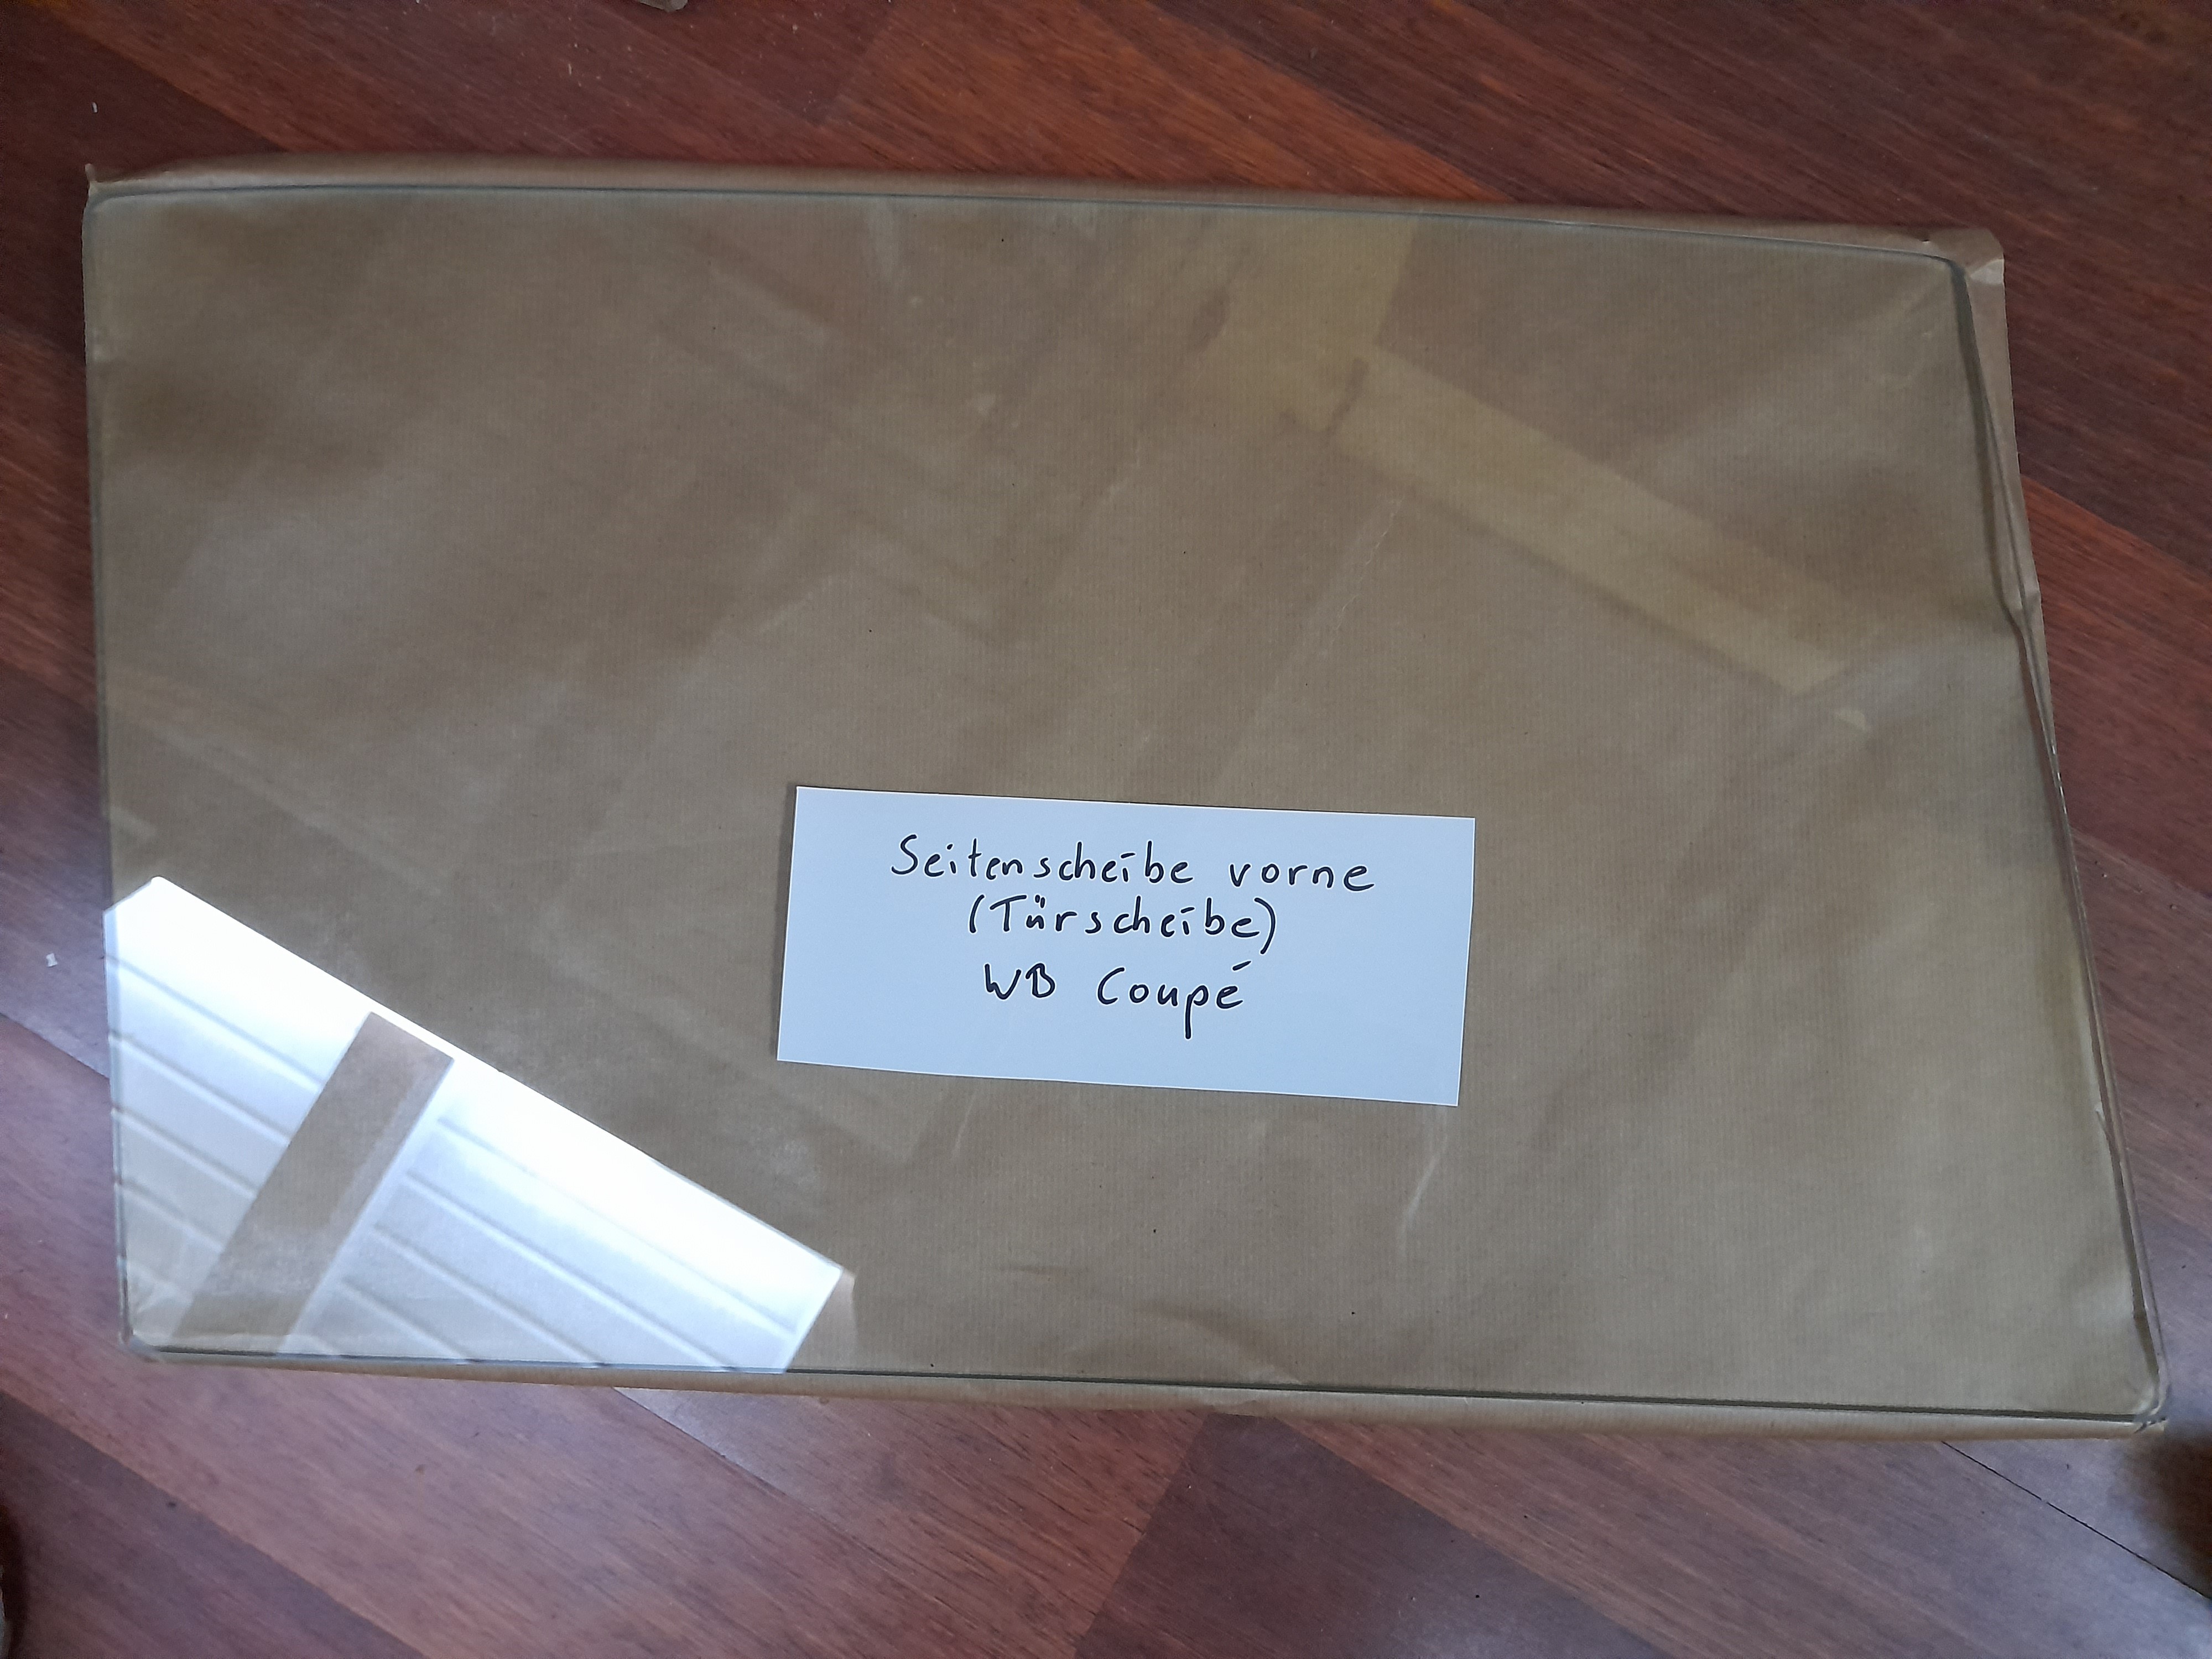 Seitenscheibe vorne
(Türscheibe)
WB Coupé